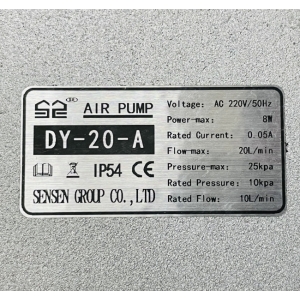 AIR PUMP
DY-20-A
IP54 CE
SENSEN GROUP CO., LTD
Voltage: AC 220V/50Hz
Power-max: 8W
Rated Current: 0.05A
Flow-max: 20L/min
Pressure-max: 25kpa
Rated Pressure: 10kpa
Rated Flow: 10L/min